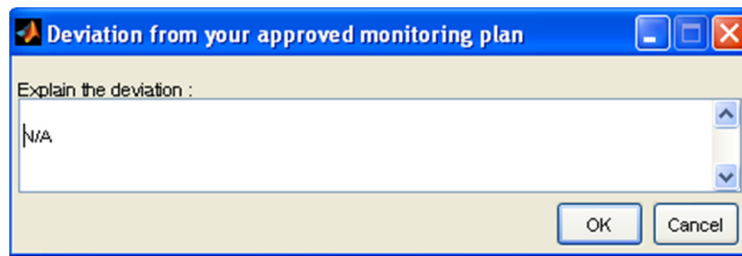 Deviation from your approved monitoring plan
Explain the deviation :
N/A
OK Cancel